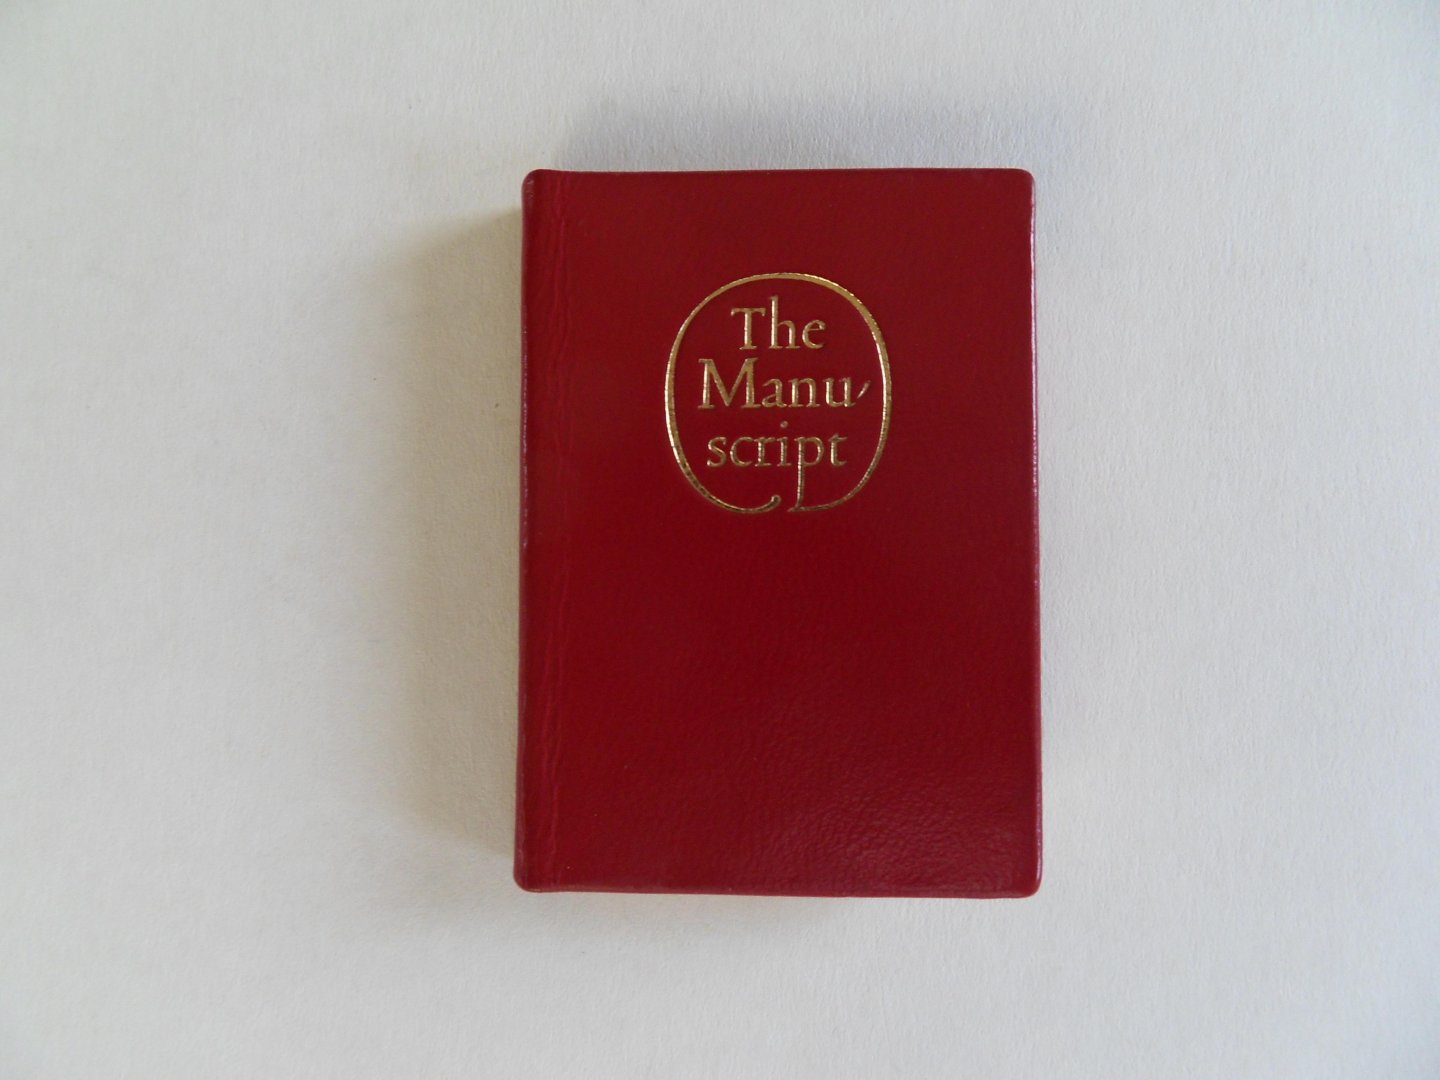 The
Manu-
script